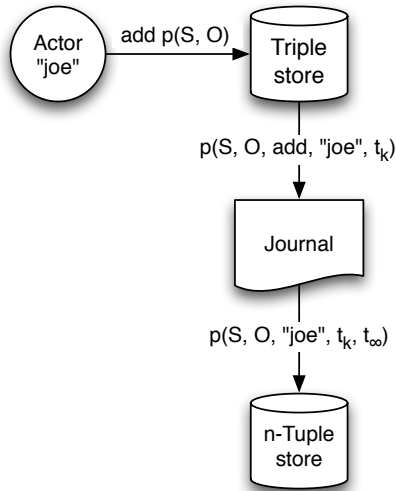 Actor
"joe"
add p(S, O)
Triple
store
p(S, O, add, "joe", tₖ)
Journal
p(S, O, "joe", tₖ, t∞)
n-Tuple
store